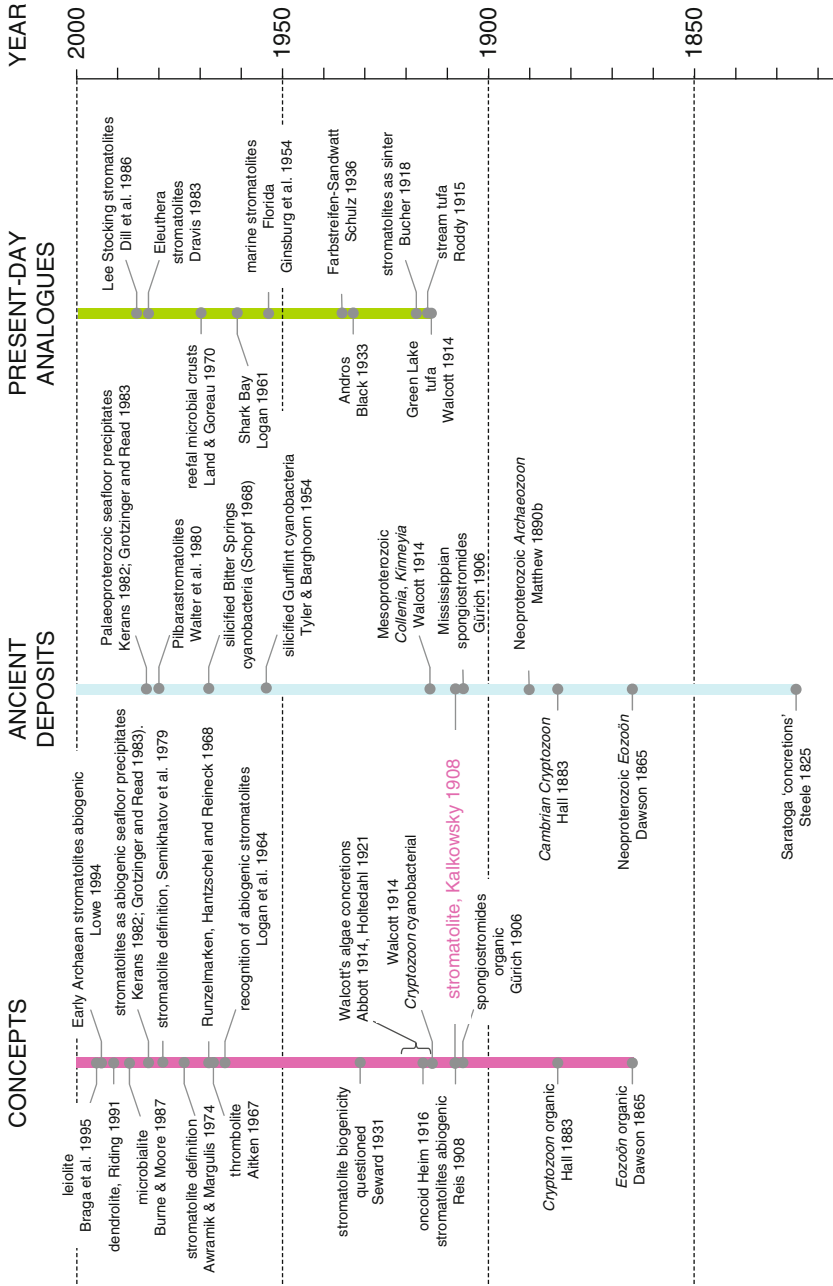 CONCEPTS
leiolite
Braga et al. 1995
dendrolite, Riding 1991
microbialite
Burne & Moore 1987
stromatolite definition
Awramik & Margulis 1974
thrombolite
Aitken 1967
stromatolite biogenicity
questioned
Seward 1931
oncoid Heim 1916
stromatolites abiogenic
Reis 1908
Cryptozoon organic
Hall 1883
Eozoön organic
Dawson 1865
Early Archaean stromatolites abiogenic
Lowe 1994
stromatolites as abiogenic seafloor precipitates
Kerans 1982; Grotzinger and Read 1983).
stromatolite definition, Semikhatov et al. 1979
Runzelmarken, Hantzschel and Reineck 1968
recognition of abiogenic stromatolites
Logan et al. 1964
Walcott's algae concretions
Abbott 1914, Holtedahl 1921
Walcott 1914
Cryptozoon cyanobacterial
stromatolite, Kalkowsky 1908
spongiostromides
organic
Gürich 1906
ANCIENT
DEPOSITS
Cambrian Cryptozoon
Hall 1883
Neoproterozoic Eozoön
Dawson 1865
Saratoga 'concretions'
Steele 1825
Palaeoproterozoic seafloor precipitates
Kerans 1982; Grotzinger and Read 1983
Pilbarastromatolites
Walter et al. 1980
silicified Bitter Springs
cyanobacteria (Schopf 1968)
silicified Gunflint cyanobacteria
Tyler & Barghoorn 1954
Mesoproterozoic
Collenia, Kinneyia
Walcott 1914
Mississippian
spongiostromides
Gürich 1906
Neoproterozoic Archaeozoon
Matthew 1890b
PRESENT-DAY
ANALOGUES
reefal microbial crusts
Land & Goreau 1970
Shark Bay
Logan 1961
Andros
Black 1933
Green Lake
tufa
Walcott 1914
Lee Stocking stromatolites
Dill et al. 1986
Eleuthera
stromatolites
Dravis 1983
marine stromatolites
Florida
Ginsburg et al. 1954
Farbstreifen-Sandwatt
Schulz 1936
stromatolites as sinter
Bucher 1918
stream tufa
Roddy 1915
YEAR
2000
1950
1900
1850